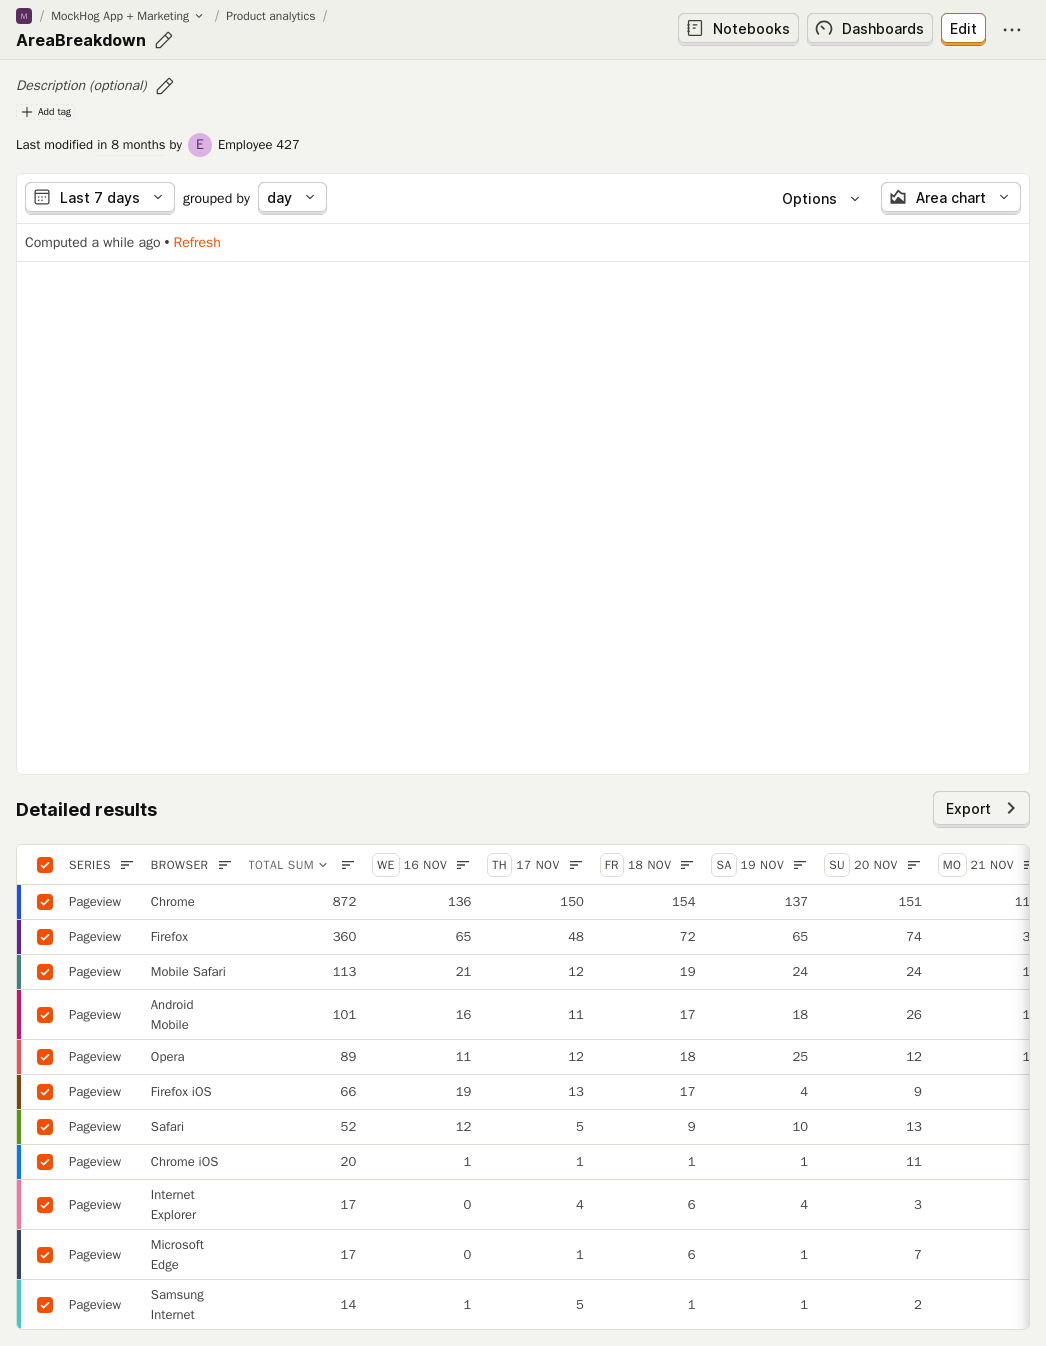 M / MockHog App + Marketing / Product analytics /
AreaBreakdown
Notebooks Dashboards Edit
Description (optional)
Add tag
Last modified in 8 months by E Employee 427
Last 7 days grouped by day Options Area chart
Computed a while ago • Refresh
Detailed results
Export
SERIES BROWSER TOTAL SUM WE 16 NOV TH 17 NOV FR 18 NOV SA 19 NOV SU 20 NOV MO 21 NOV
Pageview Chrome 872 136 150 154 137 151 11
Pageview Firefox 360 65 48 72 65 74 3
Pageview Mobile Safari 113 21 12 19 24 24 1
Pageview Android Mobile 101 16 11 17 18 26 1
Pageview Opera 89 11 12 18 25 12 1
Pageview Firefox iOS 66 19 13 17 4 9
Pageview Safari 52 12 5 9 10 13
Pageview Chrome iOS 20 1 1 1 1 11
Pageview Internet Explorer 17 0 4 6 4 3
Pageview Microsoft Edge 17 0 1 6 1 7
Pageview Samsung Internet 14 1 5 1 1 2